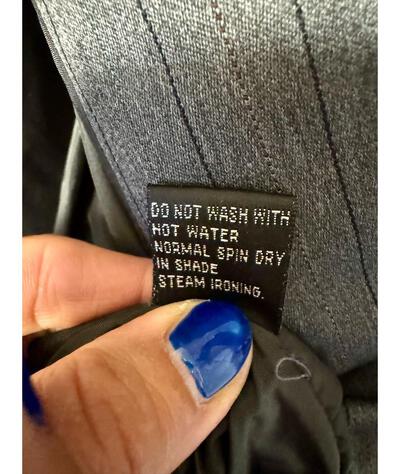 DO NOT WASH WITH
HOT WATER
NORMAL SPIN DRY
IN SHADE
STEAM IRONING.